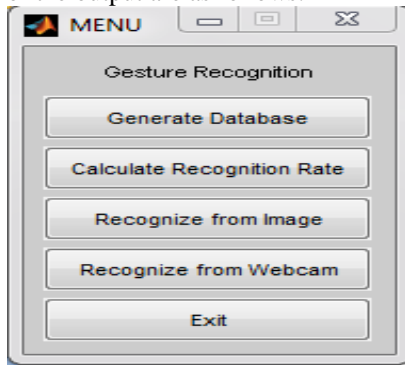 MENU
Gesture Recognition
Generate Database
Calculate Recognition Rate
Recognize from Image
Recognize from Webcam
Exit